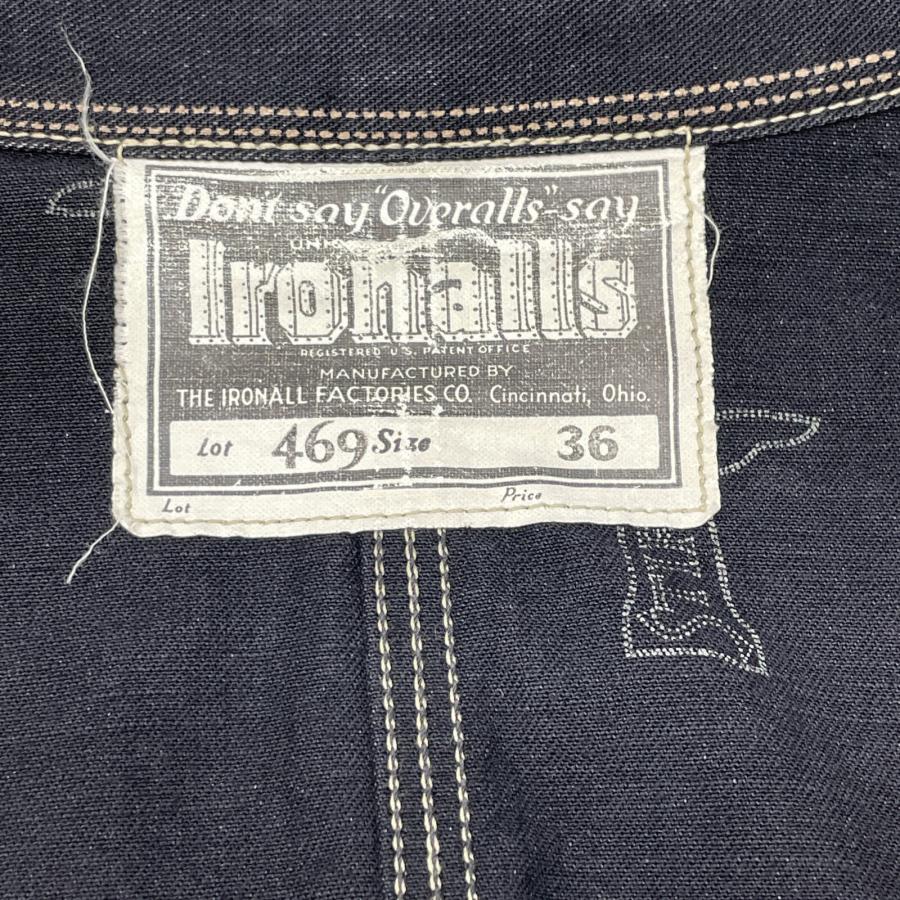 Dont say "Overalls"-say
Ironalls
REGISTERED U.S. PATENT OFFICE
MANUFACTURED BY
THE IRONALL FACTORIES CO. Cincinnati, Ohio.
Lot 469 Size 36
Lot Price